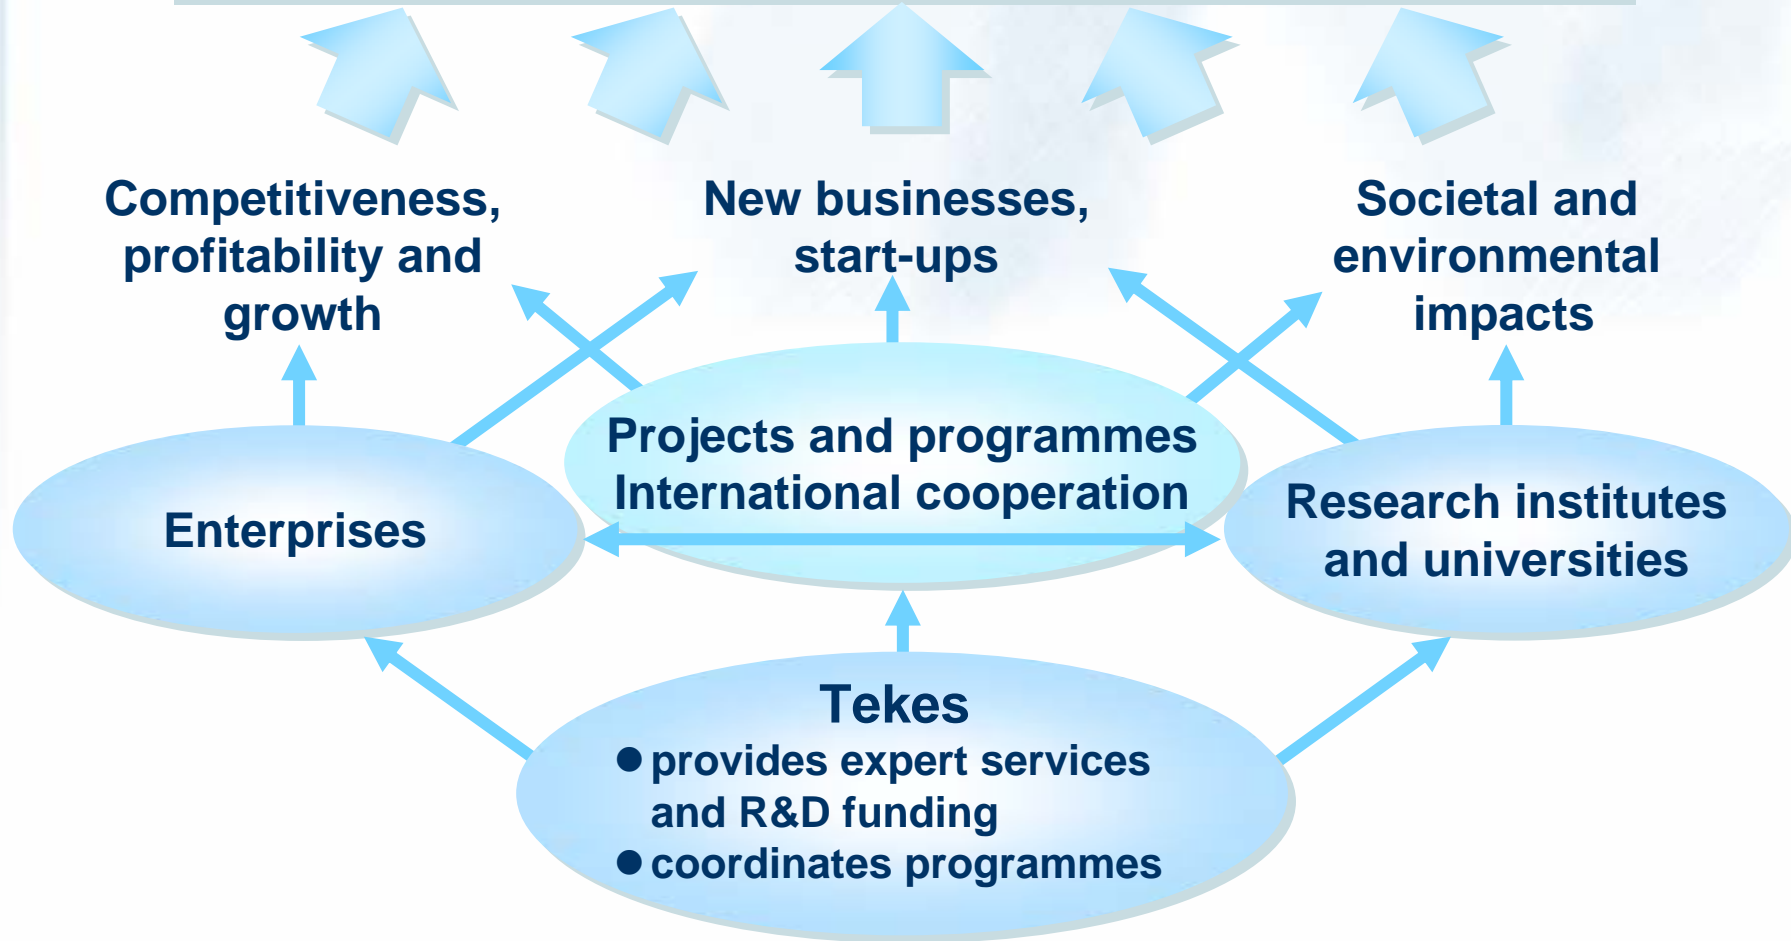 Competitiveness,
profitability and
growth
New businesses,
start-ups
Societal and
environmental
impacts
Projects and programmes
International cooperation
Enterprises
Research institutes
and universities
Tekes
● provides expert services
and R&D funding
● coordinates programmes